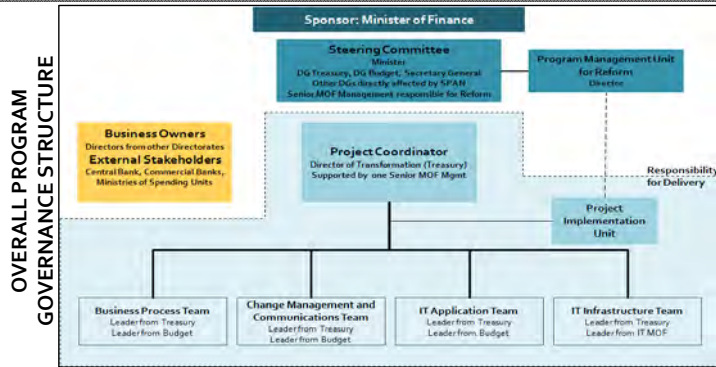 OVERALL PROGRAM
GOVERNANCE STRUCTURE
Sponsor: Minister of Finance
Steering Committee
Minister
DG Treasury, DG Budget, Secretary General
Other DGs directly affected by SPAN
Senior MOF Management responsible for Reform
Program Management Unit
for Reform
Director
Business Owners
Directors from other Directorates
External Stakeholders
Central Bank, Commercial Banks,
Ministries of Spending Units
Project Coordinator
Director of Transformation (Treasury)
Supported by one Senior MOF Mgmt
Responsibility
for Delivery
Project
Implementation
Unit
Business Process Team
Leader from Treasury
Leader from Budget
Change Management and
Communications Team
Leader from Treasury
Leader from Budget
IT Application Team
Leader from Treasury
Leader from Budget
IT Infrastructure Team
Leader from Treasury
Leader from IT MOF